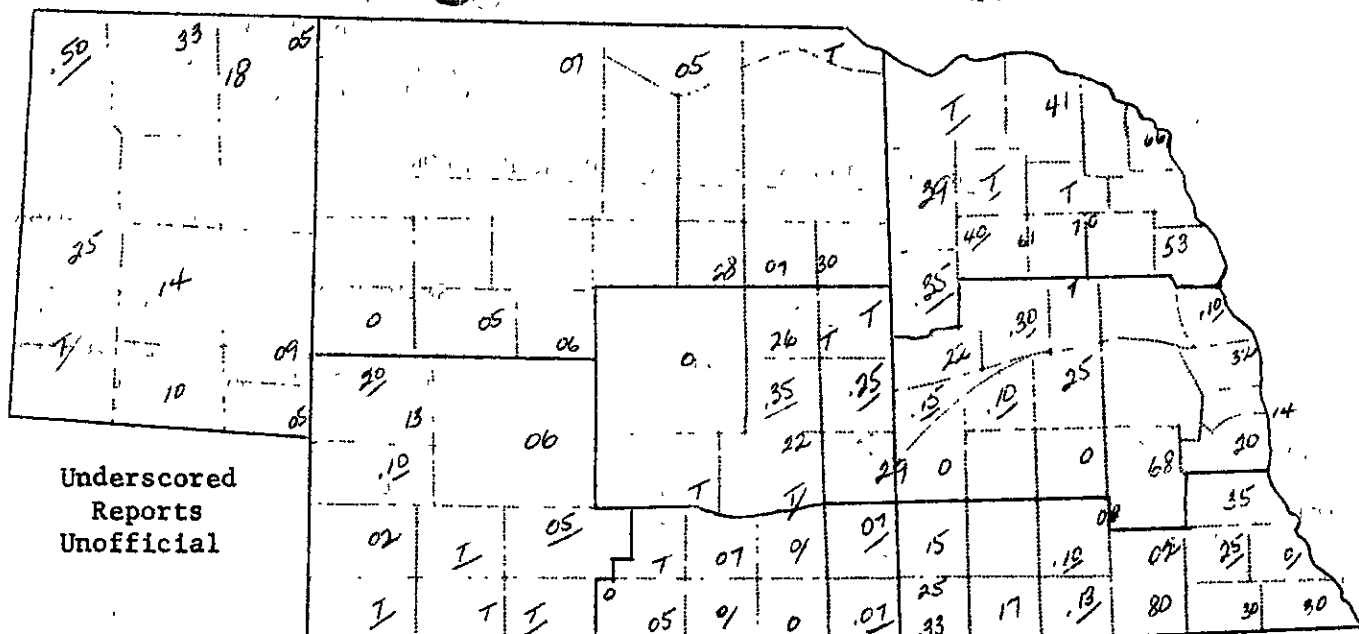 .50 33 18 05 07 05 T
T 41 66
39 T T
40 61 70 53
25 28 07 30 .35
14 T .10
0 05 06 0 26 T T .30
T 09 22 32
10 20 .35 .25 .15 .10 25
05 13 06 22 14
.10 29 0 0 68 20
T T 35
Underscored
Reports
Unofficial
02 T 05 T 07 07 15 .10 02 25
T T T 0 05 0 .07 25 17 .13 80 30 30
33